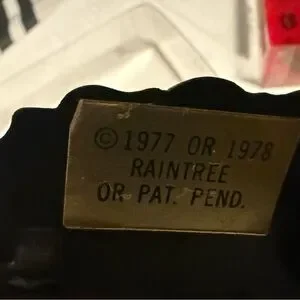 © 1977 OR 1978
RAINTREE
OR PAT. PEND.